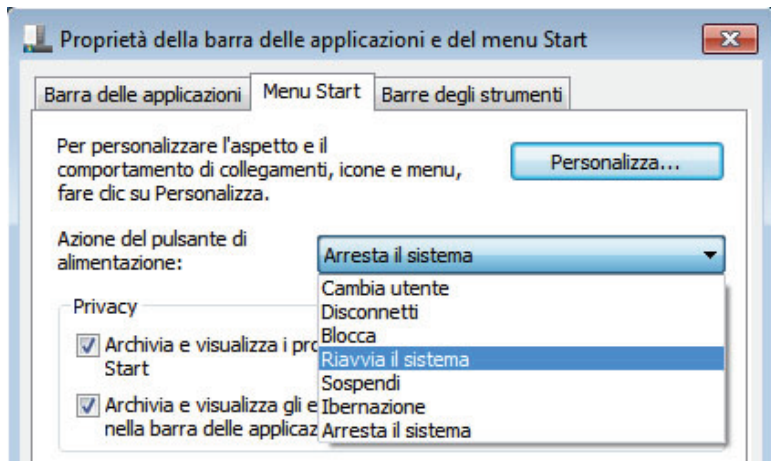 Proprietà della barra delle applicazioni e del menu Start
Barra delle applicazioni Menu Start Barre degli strumenti
Per personalizzare l'aspetto e il
comportamento di collegamenti, icone e menu,
fare clic su Personalizza.
Personalizza...
Azione del pulsante di
alimentazione:
Arresta il sistema
Cambia utente
Disconnetti
Blocca
Riavvia il sistema
Sospendi
Ibernazione
Arresta il sistema
Privacy
Archivia e visualizza i
Start
Archivia e visualizza gli
nella barra delle